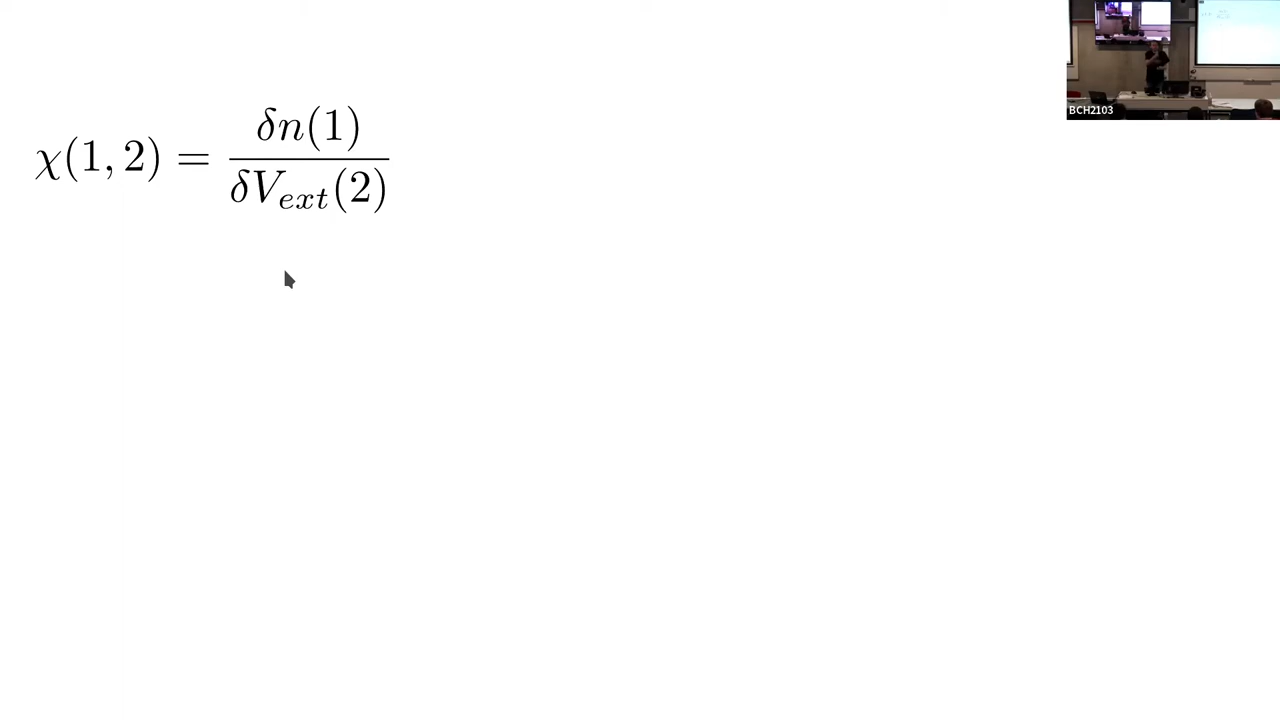 χ(1, 2) = δn(1) / δV_ext(2)
BCH2103